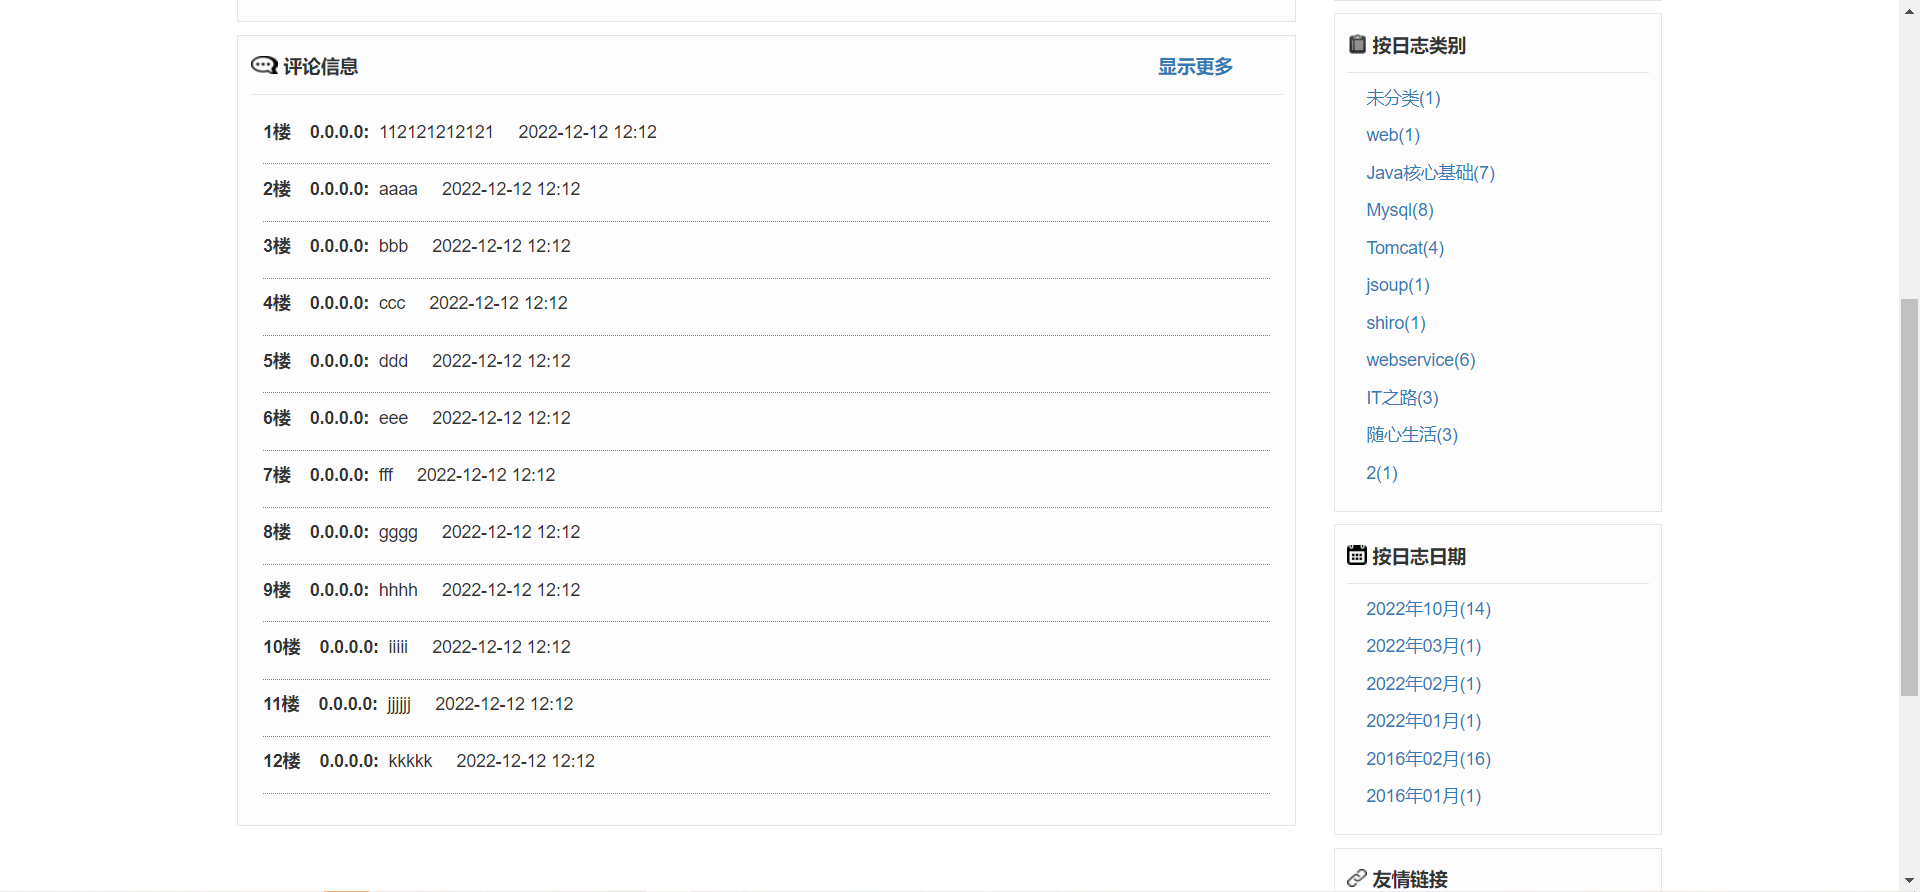 评论信息 显示更多
1楼 0.0.0.0: 112121212121 2022-12-12 12:12
2楼 0.0.0.0: aaaa 2022-12-12 12:12
3楼 0.0.0.0: bbb 2022-12-12 12:12
4楼 0.0.0.0: ccc 2022-12-12 12:12
5楼 0.0.0.0: ddd 2022-12-12 12:12
6楼 0.0.0.0: eee 2022-12-12 12:12
7楼 0.0.0.0: fff 2022-12-12 12:12
8楼 0.0.0.0: gggg 2022-12-12 12:12
9楼 0.0.0.0: hhhh 2022-12-12 12:12
10楼 0.0.0.0: iiiii 2022-12-12 12:12
11楼 0.0.0.0: jjjjjj 2022-12-12 12:12
12楼 0.0.0.0: kkkkk 2022-12-12 12:12
按日志类别
未分类(1)
web(1)
Java核心基础(7)
Mysql(8)
Tomcat(4)
jsoup(1)
shiro(1)
webservice(6)
IT之路(3)
随心生活(3)
2(1)
按日志日期
2022年10月(14)
2022年03月(1)
2022年02月(1)
2022年01月(1)
2016年02月(16)
2016年01月(1)
友情链接